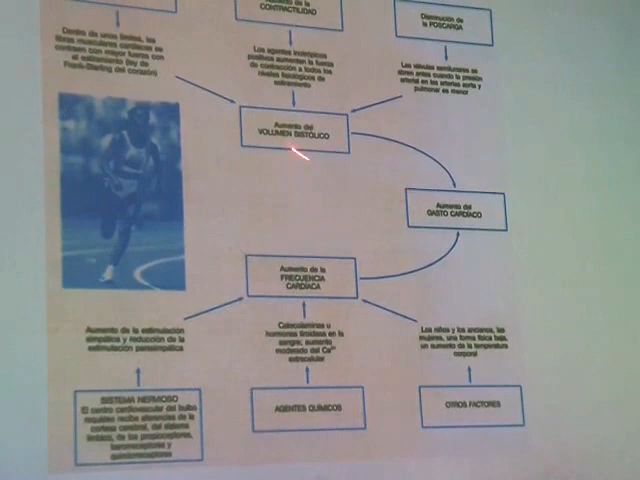 Aumento de la
CONTRACTILIDAD
Disminución de
la POSCARGA
Dentro de unos límites, las
fibras musculares cardíacas se
contraen con mayor fuerza con
el estiramiento (ley de
Frank-Starling del corazón)
Los agentes inotrópicos
positivos aumentan la fuerza
de contracción a todos los
niveles fisiológicos de
estiramiento
Las válvulas semilunares se
abren antes cuando la presión
arterial en las arterias aorta y
pulmonar es menor
Aumento del
VOLUMEN SISTÓLICO
Aumento del
GASTO CARDÍACO
Aumento de la
FRECUENCIA
CARDÍACA
Aumento de la estimulación
simpática y reducción de la
estimulación parasimpática
Catecolaminas u
hormonas tiroideas en la
sangre; aumento
moderado del Ca²⁺
extracelular
Los niños y los ancianos, las
mujeres, una forma física baja,
un aumento de la temperatura
corporal
SISTEMA NERVIOSO
El centro cardiovascular del bulbo
raquídeo recibe aferencias de la
corteza cerebral, del sistema
límbico, de los propioceptores,
barorreceptores y
quimiorreceptores
AGENTES QUÍMICOS
OTROS FACTORES